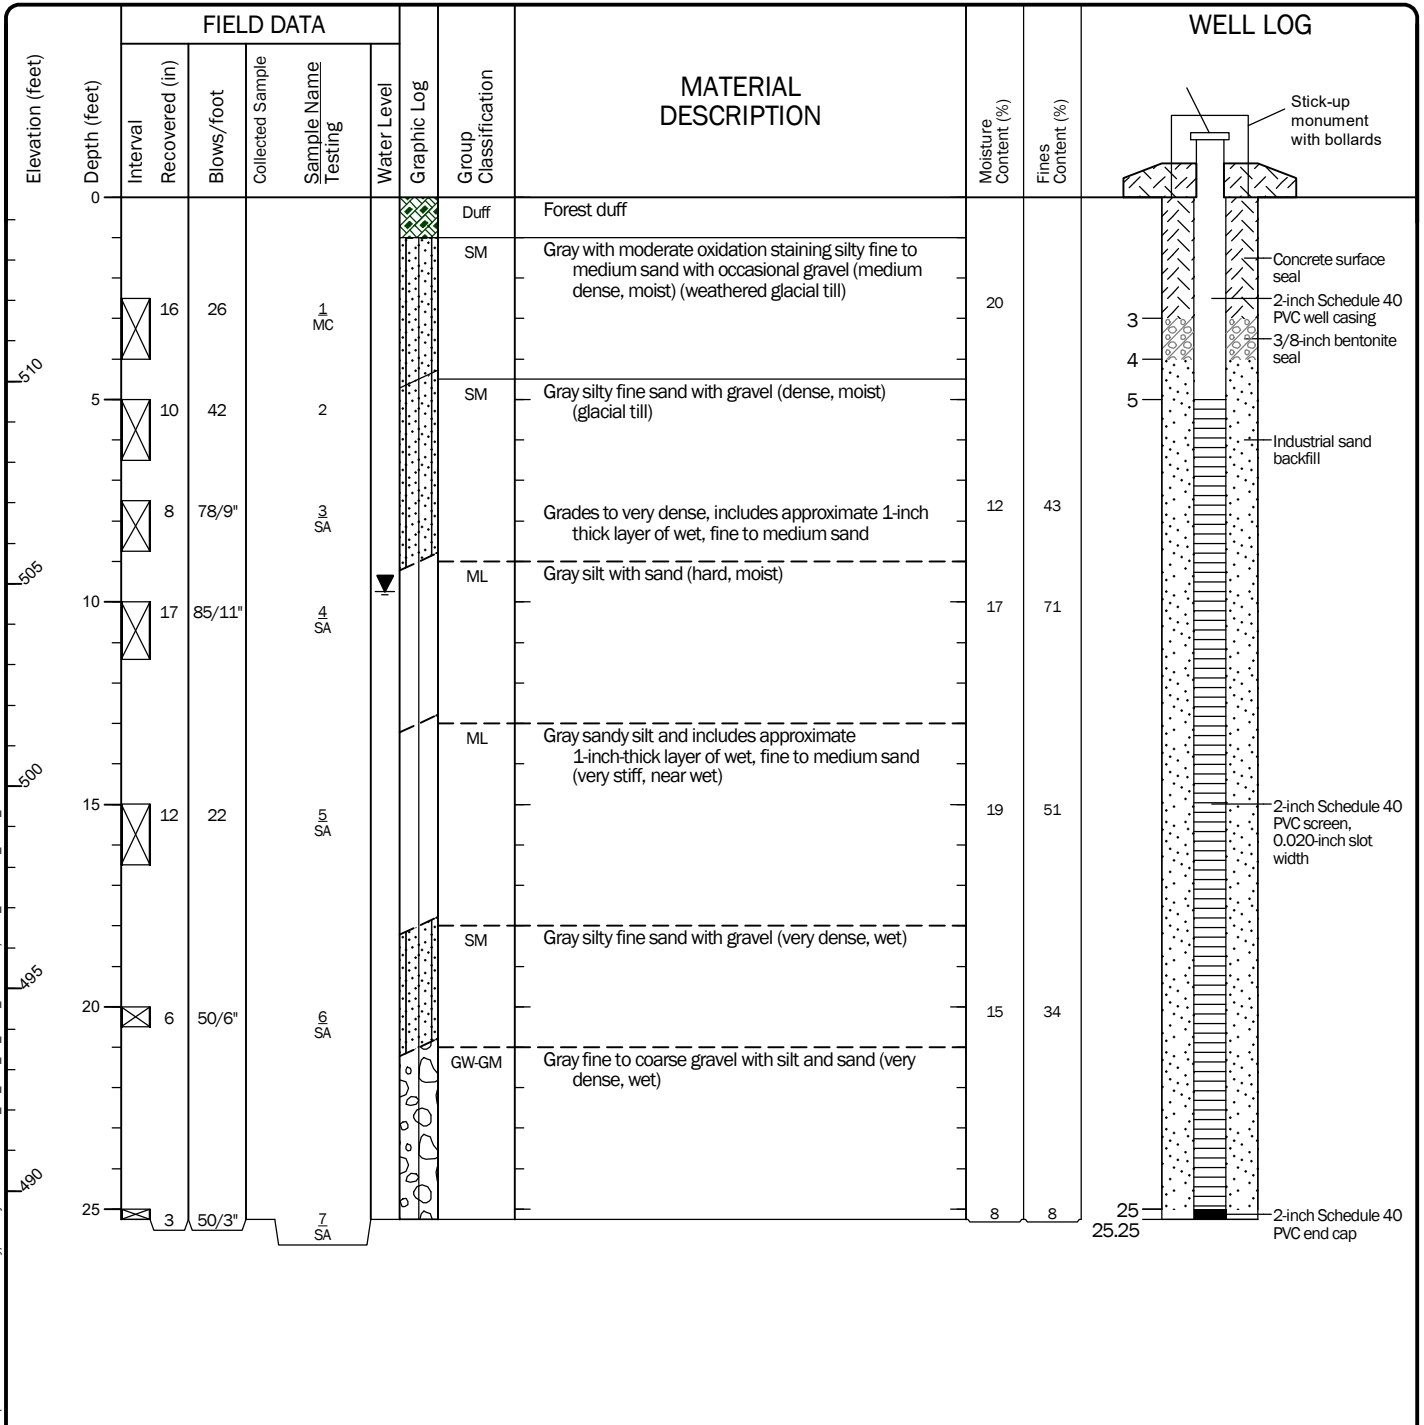 FIELD DATA
WELL LOG
Elevation (feet)
Depth (feet)
Interval
Recovered (in)
Blows/foot
Collected Sample
Sample Name
Testing
Water Level
Graphic Log
Group
Classification
MATERIAL
DESCRIPTION
Moisture
Content (%)
Fines
Content (%)
Stick-up
monument
with bollards
0
Duff
Forest duff
SM
Gray with moderate oxidation staining silty fine to
medium sand with occasional gravel (medium
dense, moist) (weathered glacial till)
Concrete surface
seal
16
26
1
MC
20
2-inch Schedule 40
PVC well casing
3
3/8-inch bentonite
seal
4
510
5
SM
Gray silty fine sand with gravel (dense, moist)
(glacial till)
5
10
42
2
Industrial sand
backfill
8
78/9"
3
SA
Grades to very dense, includes approximate 1-inch
thick layer of wet, fine to medium sand
12
43
505
ML
Gray silt with sand (hard, moist)
10
17
85/11"
4
SA
17
71
ML
Gray sandy silt and includes approximate
1-inch-thick layer of wet, fine to medium sand
(very stiff, near wet)
500
15
12
22
5
SA
19
51
2-inch Schedule 40
PVC screen,
0.020-inch slot
width
SM
Gray silty fine sand with gravel (very dense, wet)
495
20
6
50/6"
6
SA
15
34
GW-GM
Gray fine to coarse gravel with silt and sand (very
dense, wet)
490
25
3
50/3"
7
SA
8
8
25
25.25
2-inch Schedule 40
PVC end cap